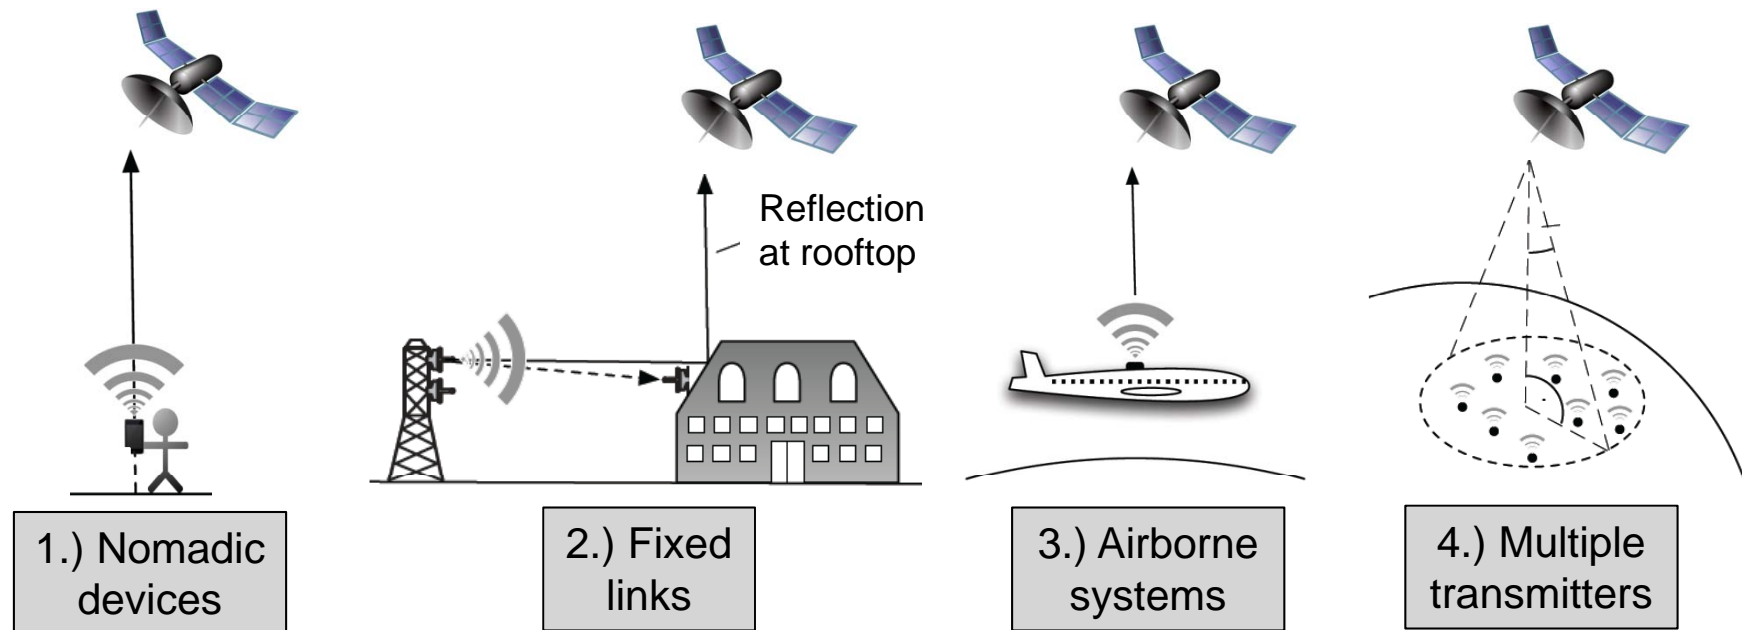 Reflection
at rooftop
1.) Nomadic
devices
2.) Fixed
links
3.) Airborne
systems
4.) Multiple
transmitters